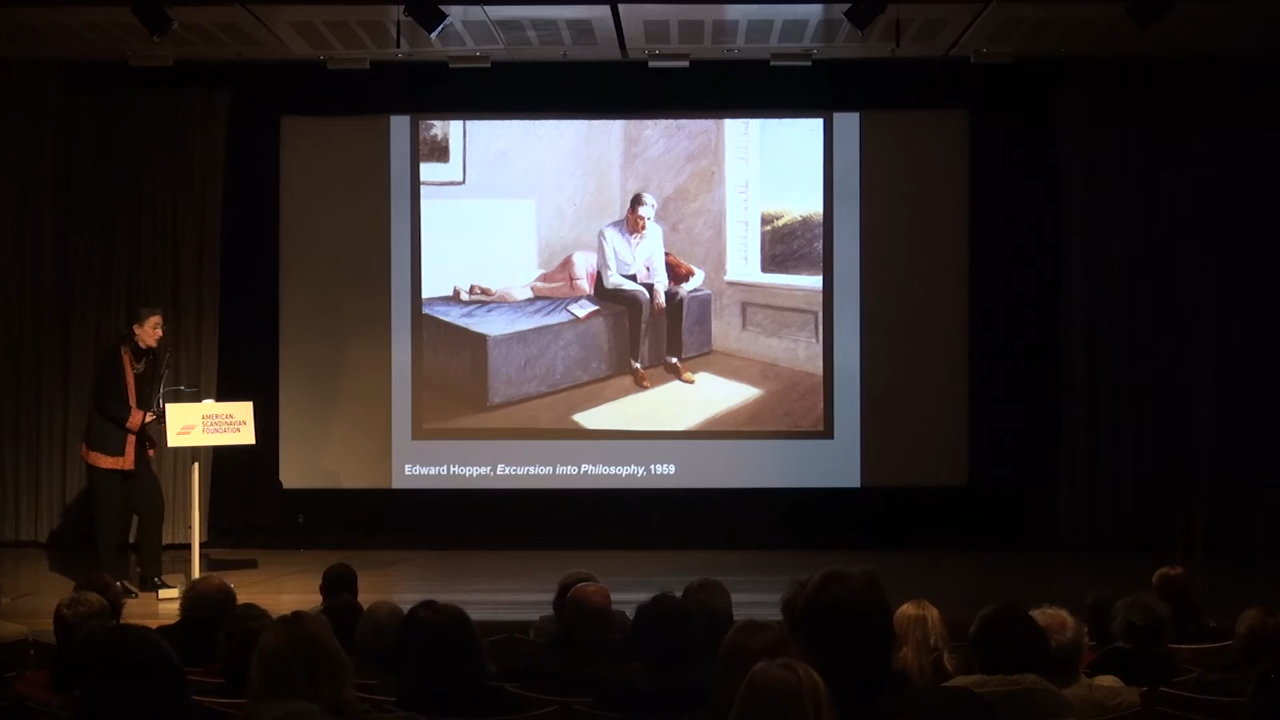 AMERICAN-
SCANDINAVIAN
FOUNDATION
Edward Hopper, Excursion into Philosophy, 1959